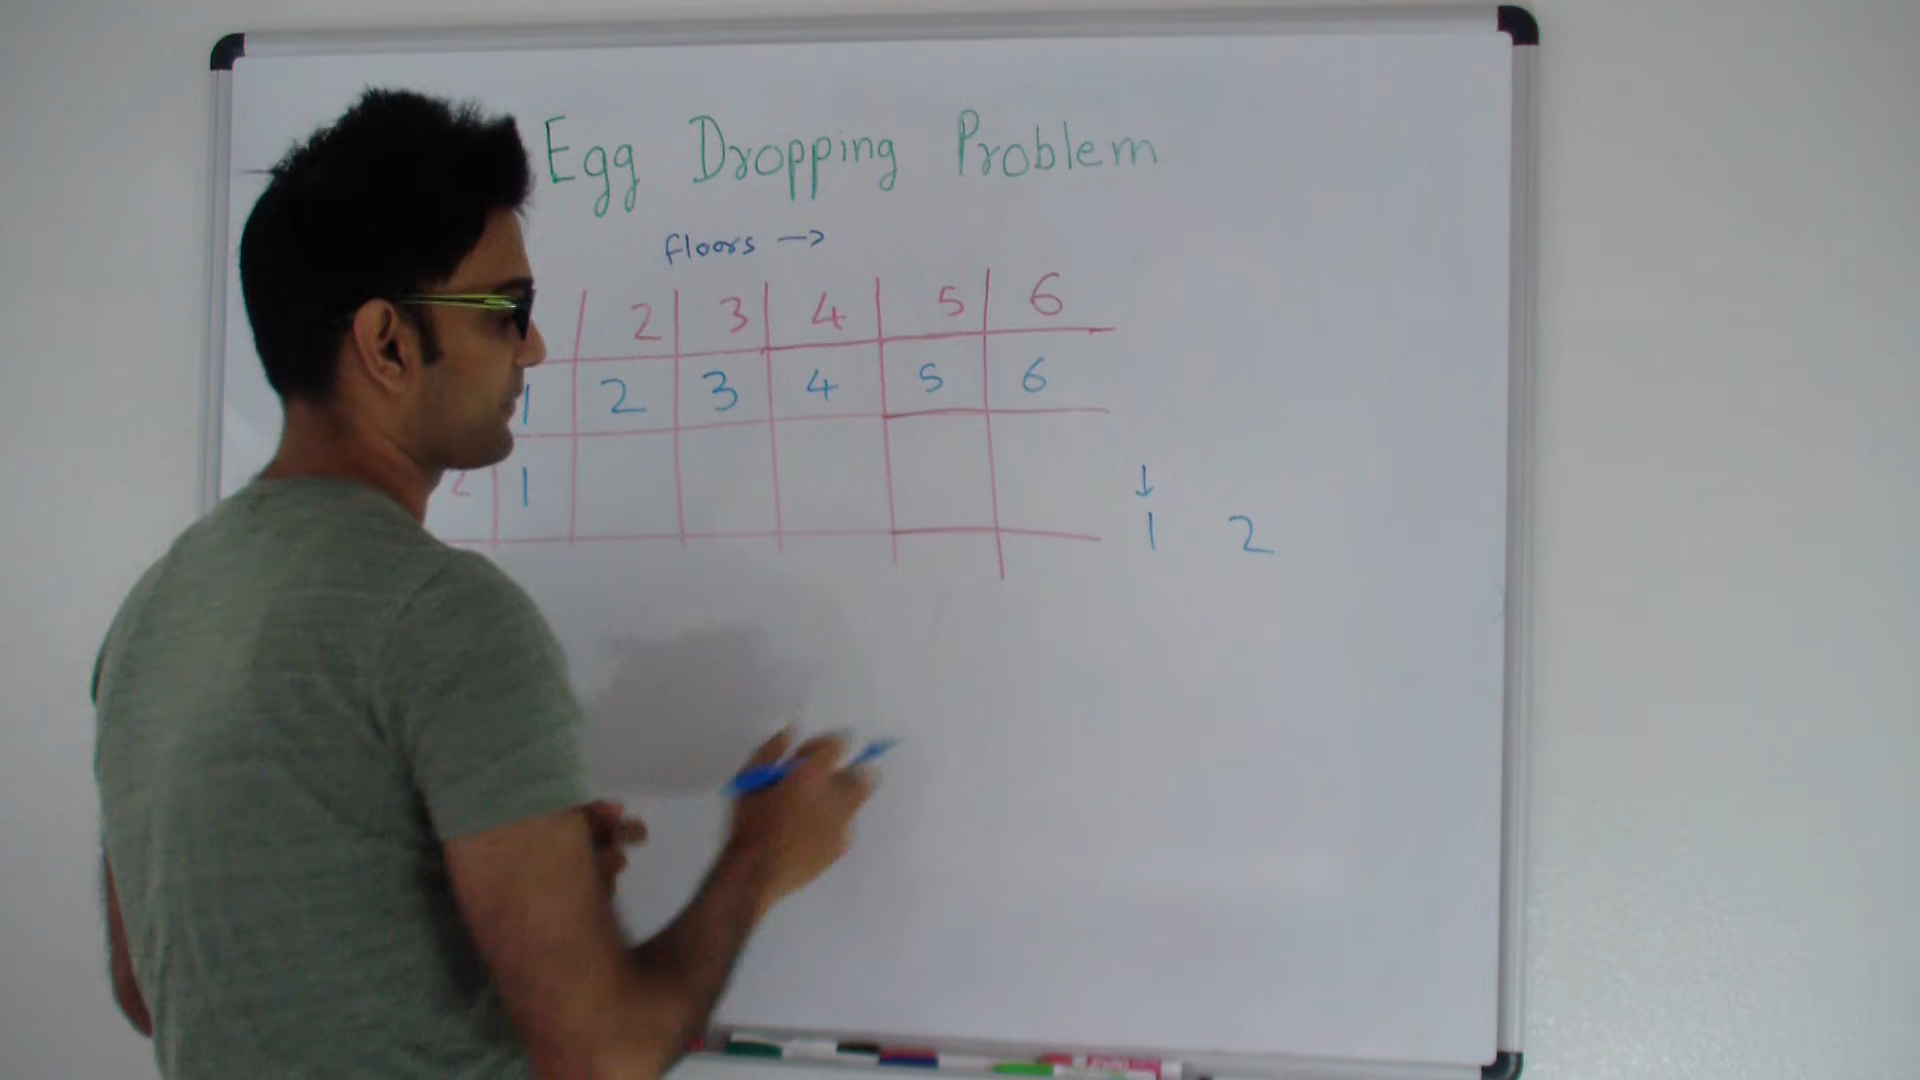 Egg Dropping Problem
floors →
2 3 4 5 6
1 2 3 4 5 6
2 1
↓
1 2